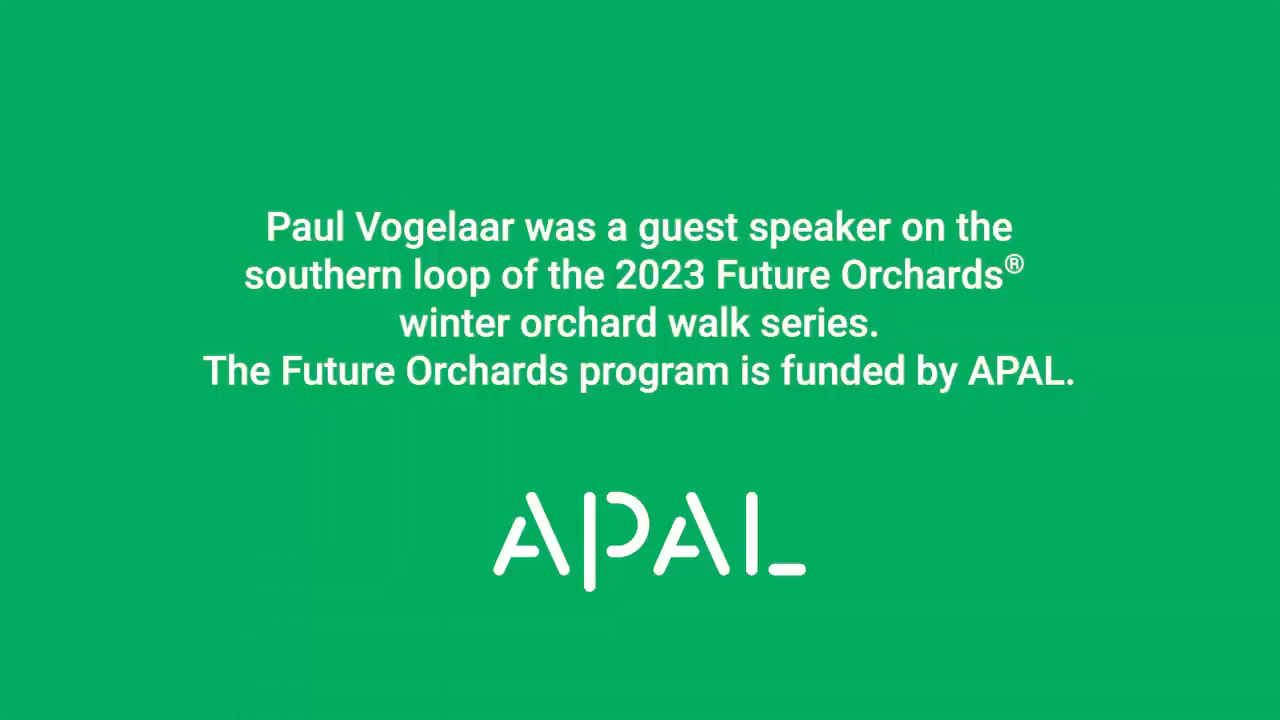 Paul Vogelaar was a guest speaker on the
southern loop of the 2023 Future Orchards®
winter orchard walk series.
The Future Orchards program is funded by APAL.
APAL